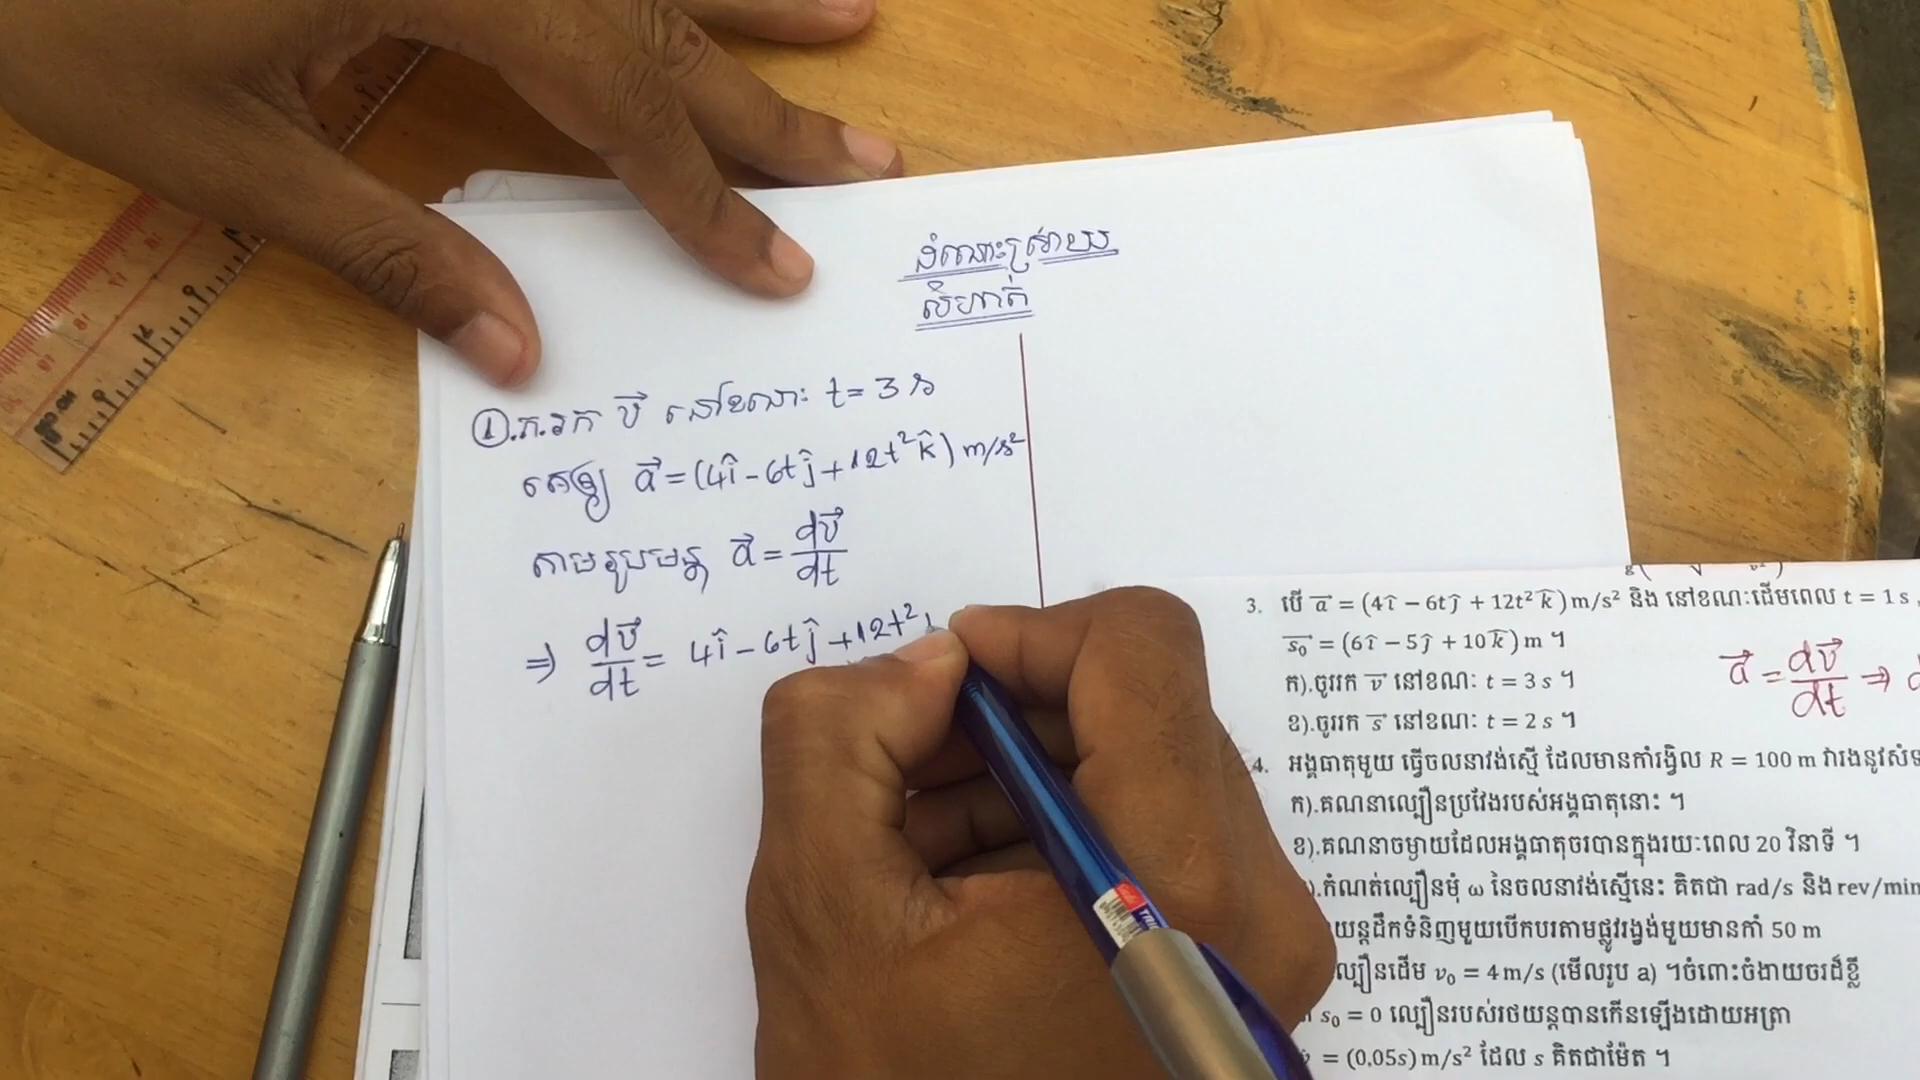 ដំណោះស្រាយ
លំហាត់
①.ក.រក v⃗ នៅខណៈ t = 3 s
គេឲ្យ a⃗ = (4î - 6tĵ + 12t²k̂) m/s²
តាមរូបមន្ត a⃗ = dv⃗/dt
⇒ dv⃗/dt = 4î - 6tĵ + 12t²
3. បើ a⃗ = (4î − 6tĵ + 12t² k⃗) m/s² និង នៅខណៈដើមពេល t = 1 s
s₀⃗ = (6î − 5ĵ + 10k⃗) m ។
ក).ចូររក v⃗ នៅខណៈ t = 3 s ។
ខ).ចូររក s⃗ នៅខណៈ t = 2 s ។
a⃗ = dv⃗/dt ⇒ d
4. អង្គធាតុមួយ ធ្វើចលនាវង់ស្មើ ដែលមានកាំរង្វិល R = 100 m វារងនូវសំទុ
ក).គណនាល្បឿនប្រវែងរបស់អង្គធាតុនោះ ។
ខ).គណនាចម្ងាយដែលអង្គធាតុចរបានក្នុងរយៈពេល 20 វិនាទី ។
).កំណត់ល្បឿនមុំ ω នៃចលនាវង់ស្មើនេះ គិតជា rad/s និង rev/min
យន្តដឹកទំនិញមួយបើកបរតាមផ្លូវរង្វង់មួយមានកាំ 50 m
ល្បឿនដើម v₀ = 4 m/s (មើលរូប a) ។ចំពោះចំងាយចរដ៏ខ្លី
s₀ = 0 ល្បឿនរបស់រថយន្តបានកើនឡើងដោយអត្រា
= (0,05s) m/s² ដែល s គិតជាម៉ែត ។